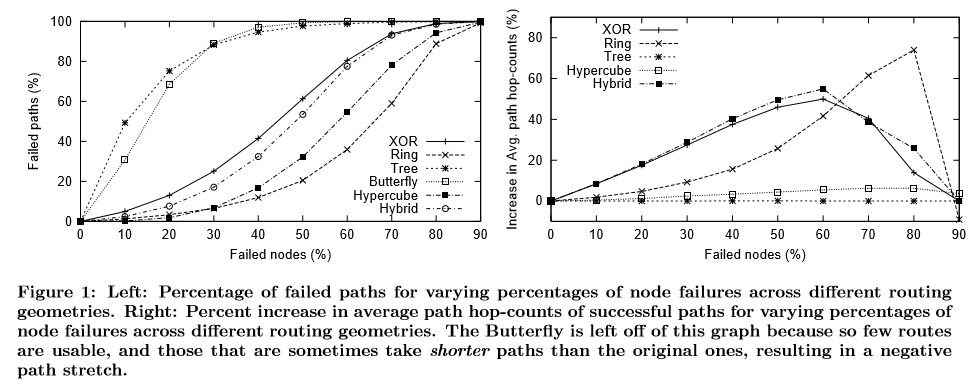 Failed paths (%)
100
80
60
40
20
0
XOR
Ring
Tree
Butterfly
Hypercube
Hybrid
0 10 20 30 40 50 60 70 80 90
Failed nodes (%)
Increase in Avg. path hop-counts (%)
80
60
40
20
0
XOR
Ring
Tree
Hypercube
Hybrid
0 10 20 30 40 50 60 70 80 90
Failed nodes (%)
Figure 1: Left: Percentage of failed paths for varying percentages of node failures across different routing
geometries. Right: Percent increase in average path hop-counts of successful paths for varying percentages of
node failures across different routing geometries. The Butterfly is left off of this graph because so few routes
are usable, and those that are sometimes take shorter paths than the original ones, resulting in a negative
path stretch.